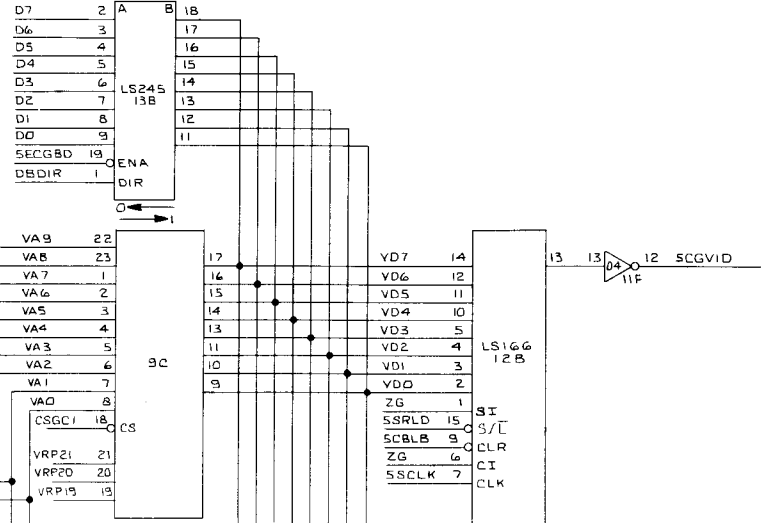 D7 2 A B 18
D6 3 17
D5 4 16
D4 5 15
D3 6 14
LS245
D2 7 13
13B
D1 8 12
D0 9 11
SECGBD 19 ENA
DBDIR 1 DIR
0 1
VA9 22
VA8 23 17 VD7 14 13 13 04 12 SCGVID
11F
VA7 1 16 VD6 12
VA6 2 15 VD5 11
VA5 3 14 VD4 10
VA4 4 13 VD3 5
VA3 5 11 VD2 4 LS166
12B
VA2 6 9C 10 VD1 3
VA1 7 9 VD0 2
VA0 8 ZG 1 SI
CSGC1 18 CS SSRLD 15 S/L
SCBLB 9 CLR
VRP21 21 ZG 6 CI
VRP20 20 SSCLK 7 CLK
VRP19 19